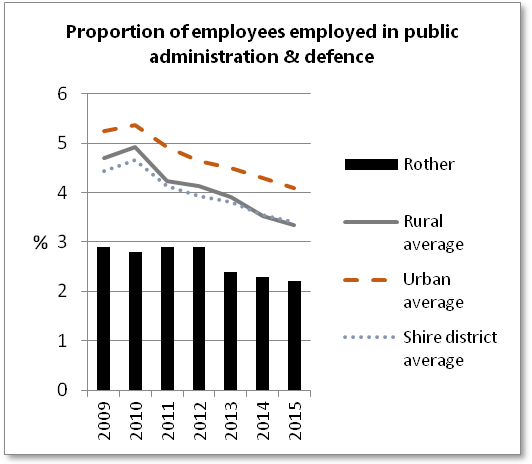 Proportion of employees employed in public
administration & defence
6
5
4
3
2
1
0
%
2009
2010
2011
2012
2013
2014
2015
Rother
Rural
average
Urban
average
Shire district
average